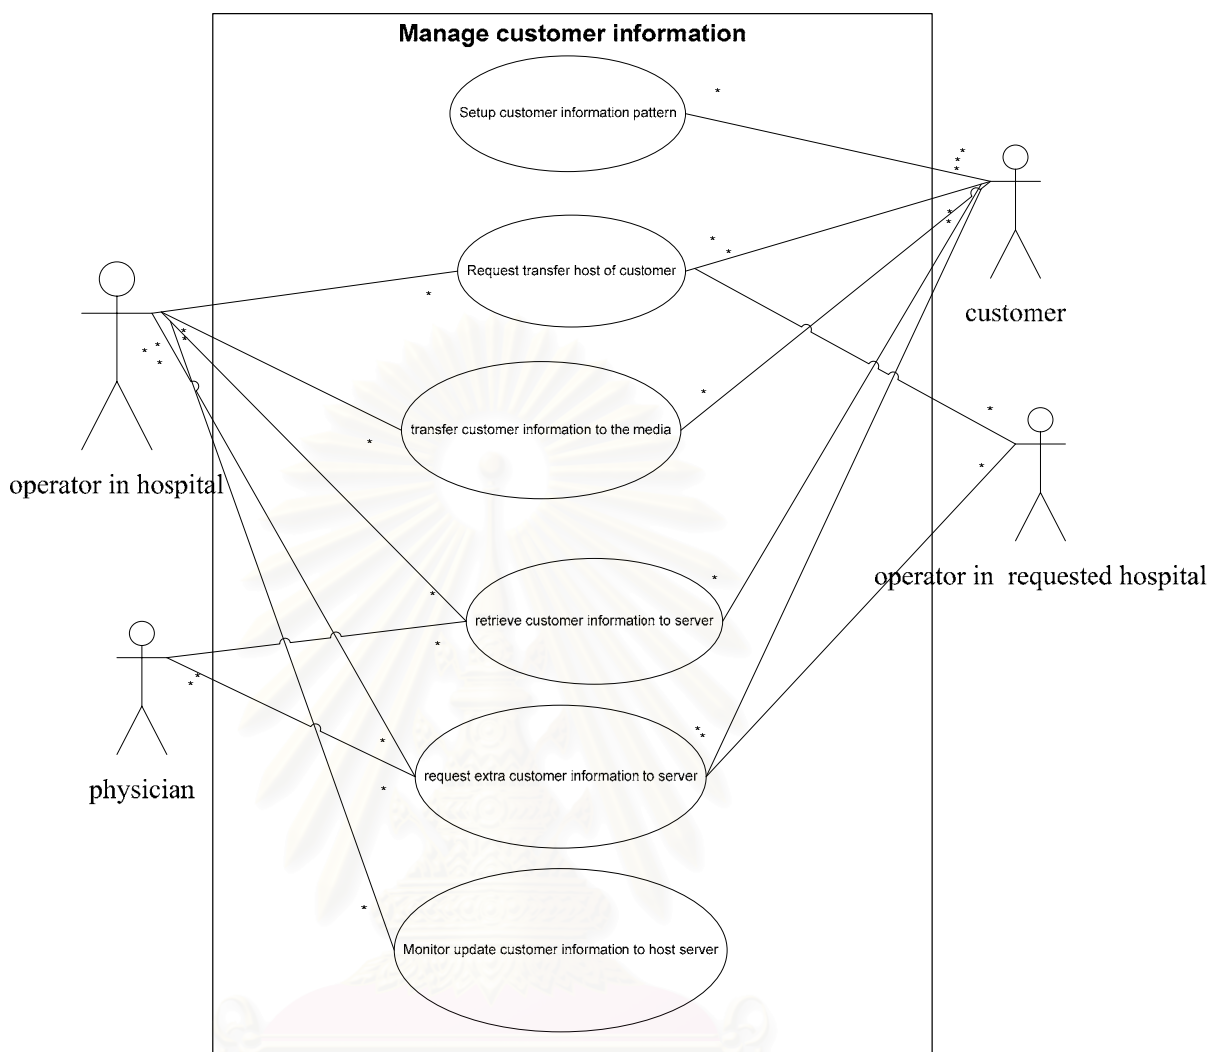 Manage customer information
Setup customer information pattern
Request transfer host of customer
customer
transfer customer information to the media
operator in hospital
operator in requested hospital
retrieve customer information to server
physician
request extra customer information to server
Monitor update customer information to host server